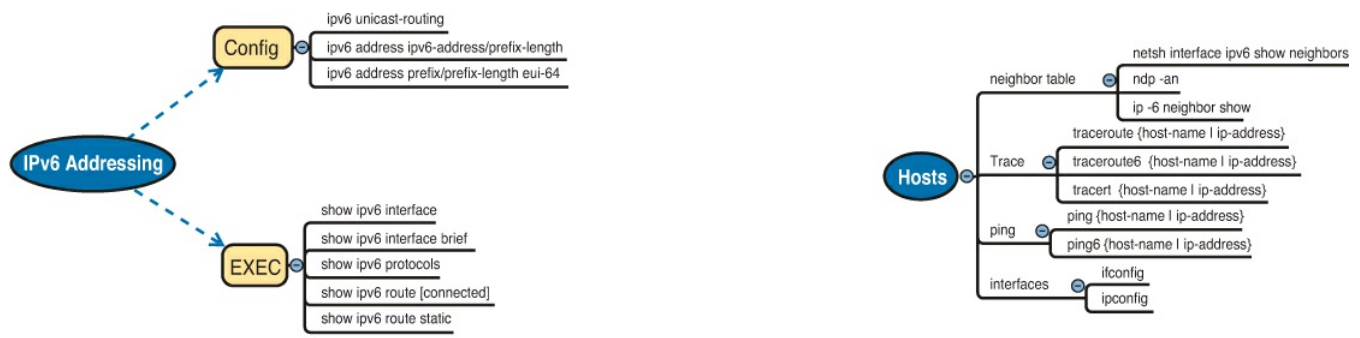 IPv6 Addressing
Config
ipv6 unicast-routing
ipv6 address ipv6-address/prefix-length
ipv6 address prefix/prefix-length eui-64
EXEC
show ipv6 interface
show ipv6 interface brief
show ipv6 protocols
show ipv6 route [connected]
show ipv6 route static
Hosts
neighbor table
netsh interface ipv6 show neighbors
ndp -an
ip -6 neighbor show
Trace
traceroute {host-name | ip-address}
traceroute6 {host-name | ip-address}
tracert {host-name | ip-address}
ping
ping {host-name | ip-address}
ping6 {host-name | ip-address}
interfaces
ifconfig
ipconfig